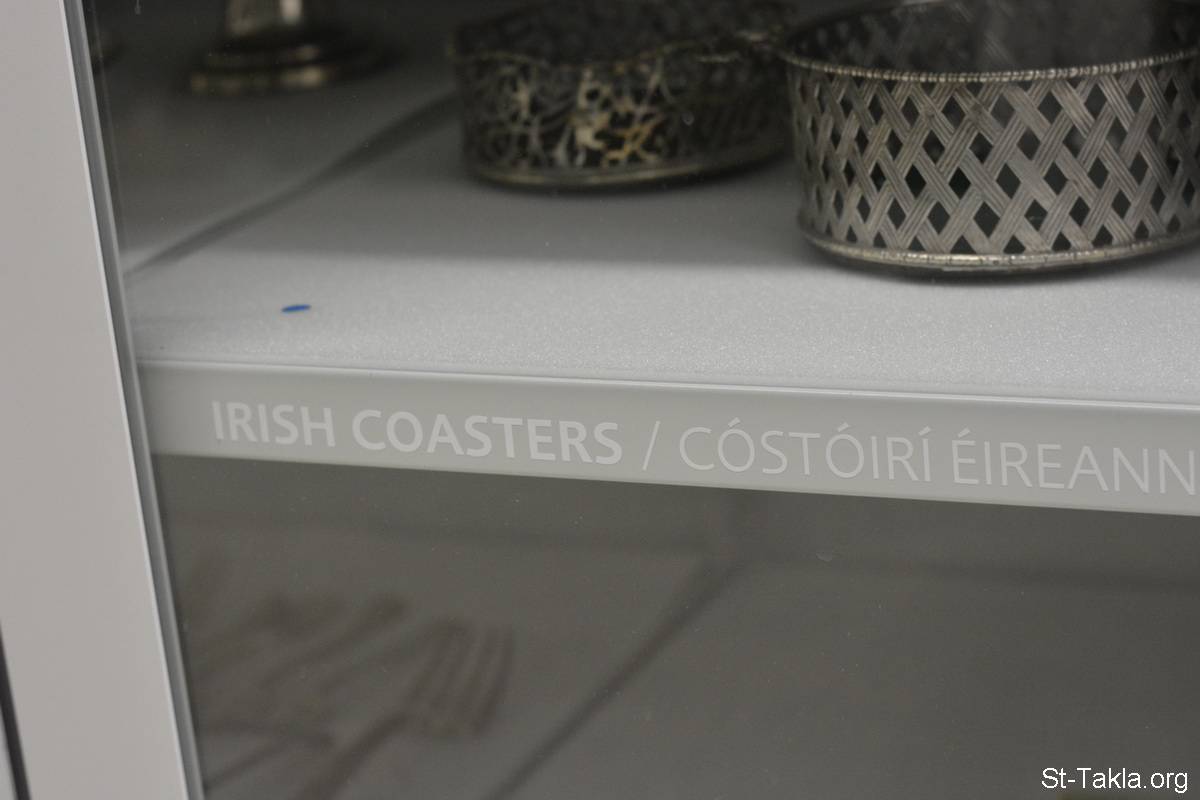 IRISH COASTERS / CÓSTÓIRÍ ÉIREANN
St-Takla.org